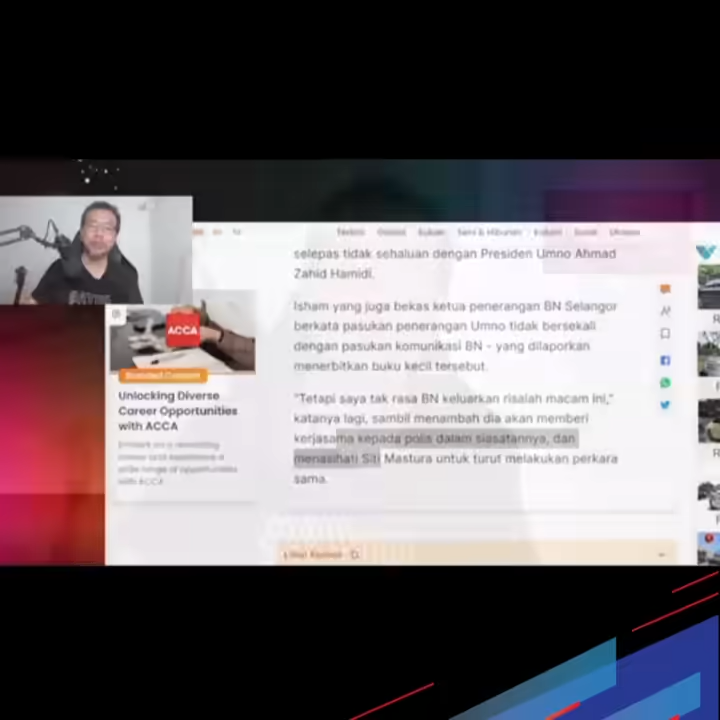 selepas tidak sehaluan dengan Presiden Umno Ahmad
Zahid Hamidi.
Isham yang juga bekas ketua penerangan BN Selangor
berkata pasukan penerangan Umno tidak bersekali
dengan pasukan komunikasi BN - yang dilaporkan
menerbitkan buku kecil tersebut.
"Tetapi saya tak rasa BN keluarkan risalah macam ini,"
katanya lagi, sambil menambah dia akan memberi
kerjasama kepada polis dalam siasatannya, dan
menasihati Siti Mastura untuk turut melakukan perkara
sama.
ACCA
Branded Content
Unlocking Diverse
Career Opportunities
with ACCA